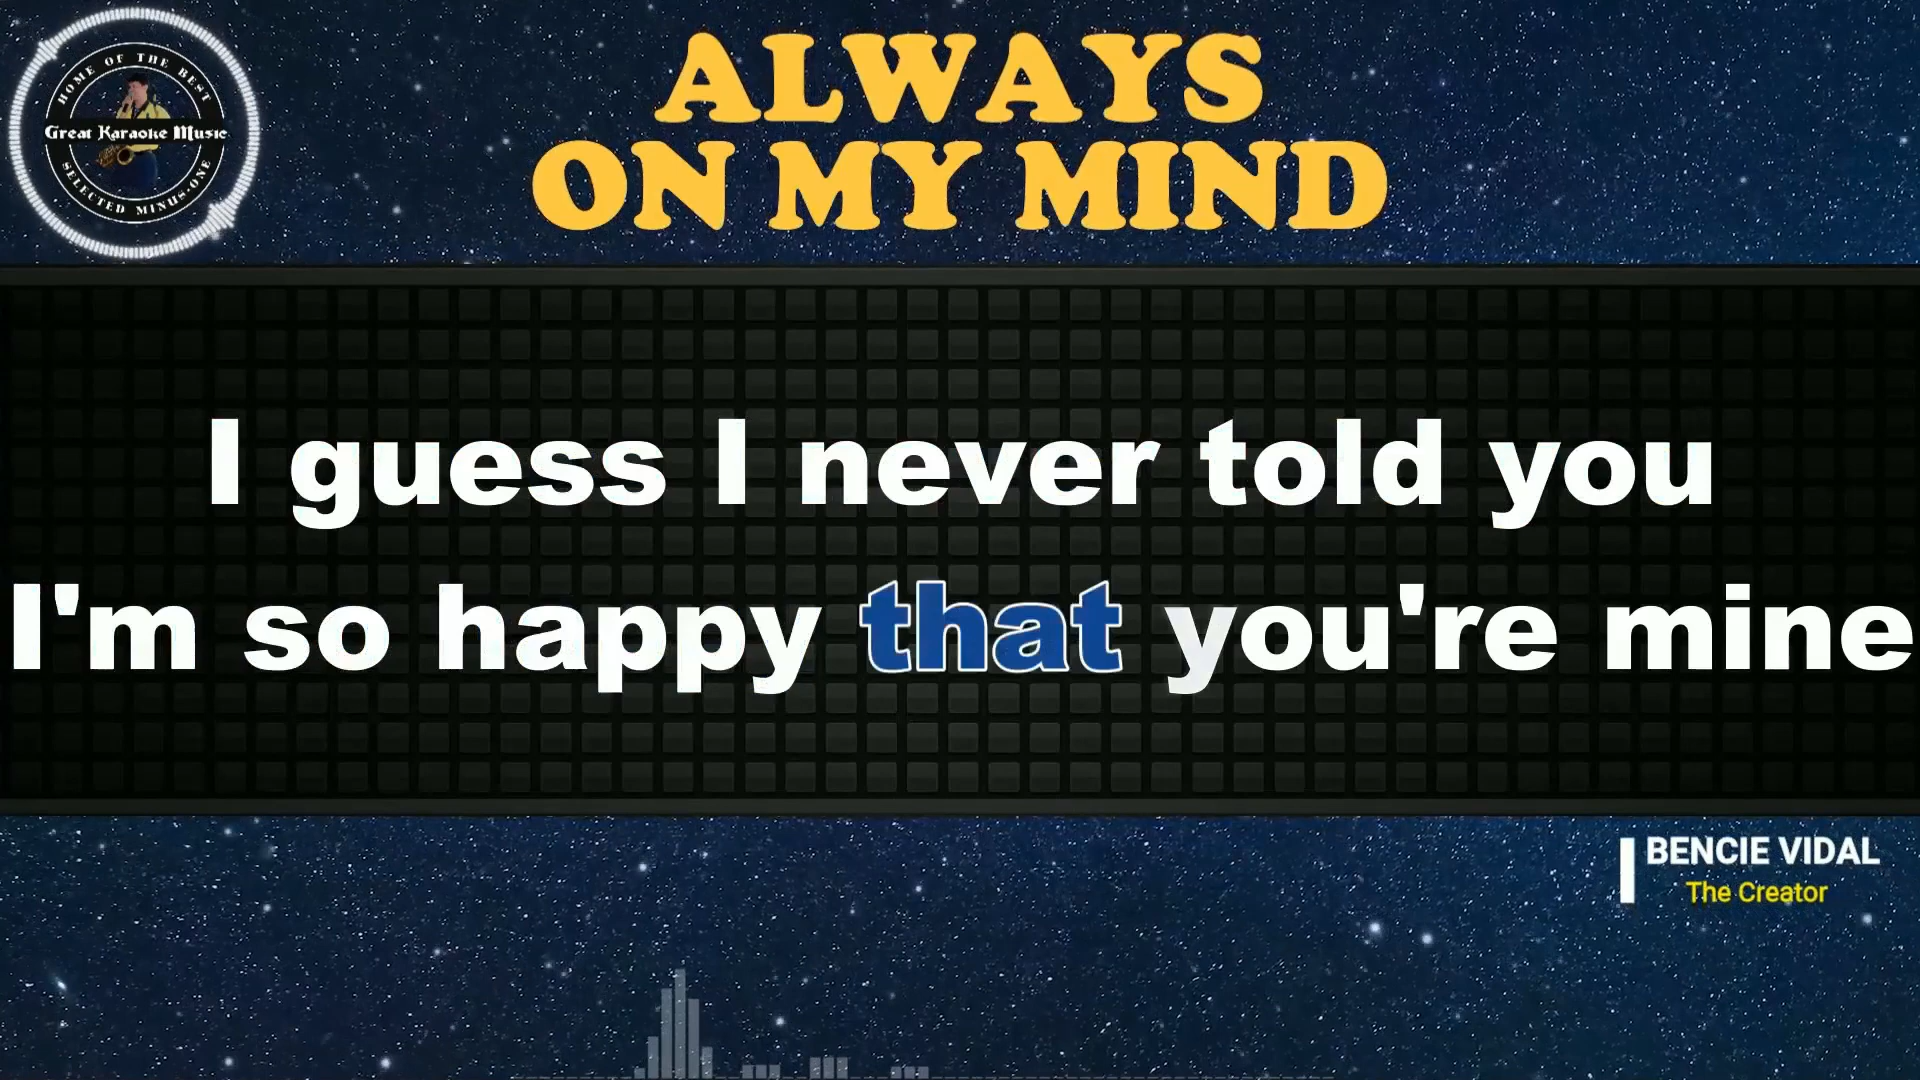 HOME OF THE BEST
Great Karaoke Music
SELECTED MINUS-ONE
ALWAYS
ON MY MIND
I guess I never told you
I'm so happy that you're mine
BENCIE VIDAL
The Creator